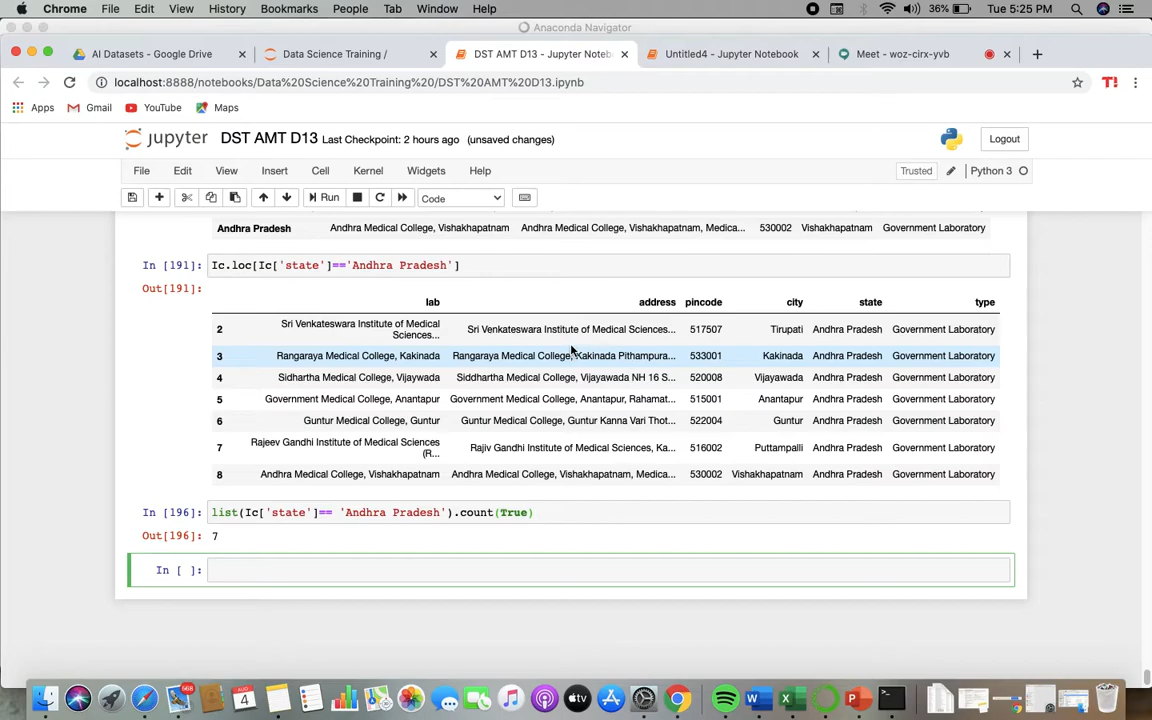 Chrome File Edit View History Bookmarks People Tab Window Help 36% Tue 5:25 PM
Anaconda Navigator
AI Datasets - Google Drive Data Science Training / DST AMT D13 - Jupyter Noteb Untitled4 - Jupyter Notebook Meet - woz-cirx-yvb
localhost:8888/notebooks/Data%20Science%20Training%20/DST%20AMT%20D13.ipynb T!
Apps Gmail YouTube Maps
jupyter DST AMT D13 Last Checkpoint: 2 hours ago (unsaved changes) Logout
File Edit View Insert Cell Kernel Widgets Help Trusted Python 3
Run Code
Andhra Pradesh Andhra Medical College, Vishakhapatnam Andhra Medical College, Vishakhapatnam, Medica... 530002 Vishakhapatnam Government Laboratory
In [191]: Ic.loc[Ic['state']=='Andhra Pradesh']
Out[191]:
lab address pincode city state type
2 Sri Venkateswara Institute of Medical Sciences... Sri Venkateswara Institute of Medical Sciences... 517507 Tirupati Andhra Pradesh Government Laboratory
3 Rangaraya Medical College, Kakinada Rangaraya Medical College, Kakinada Pithampura... 533001 Kakinada Andhra Pradesh Government Laboratory
4 Sidhartha Medical College, Vijaywada Siddhartha Medical College, Vijayawada NH 16 S... 520008 Vijayawada Andhra Pradesh Government Laboratory
5 Government Medical College, Anantapur Government Medical College, Anantapur, Rahamat... 515001 Anantapur Andhra Pradesh Government Laboratory
6 Guntur Medical College, Guntur Guntur Medical College, Guntur Kanna Vari Thot... 522004 Guntur Andhra Pradesh Government Laboratory
7 Rajeev Gandhi Institute of Medical Sciences (R... Rajiv Gandhi Institute of Medical Sciences, Ka... 516002 Puttampalli Andhra Pradesh Government Laboratory
8 Andhra Medical College, Vishakhapatnam Andhra Medical College, Vishakhapatnam, Medica... 530002 Vishakhapatnam Andhra Pradesh Government Laboratory
In [196]: list(Ic['state']== 'Andhra Pradesh').count(True)
Out[196]: 7
In [ ]:
568 AUG 4 tv